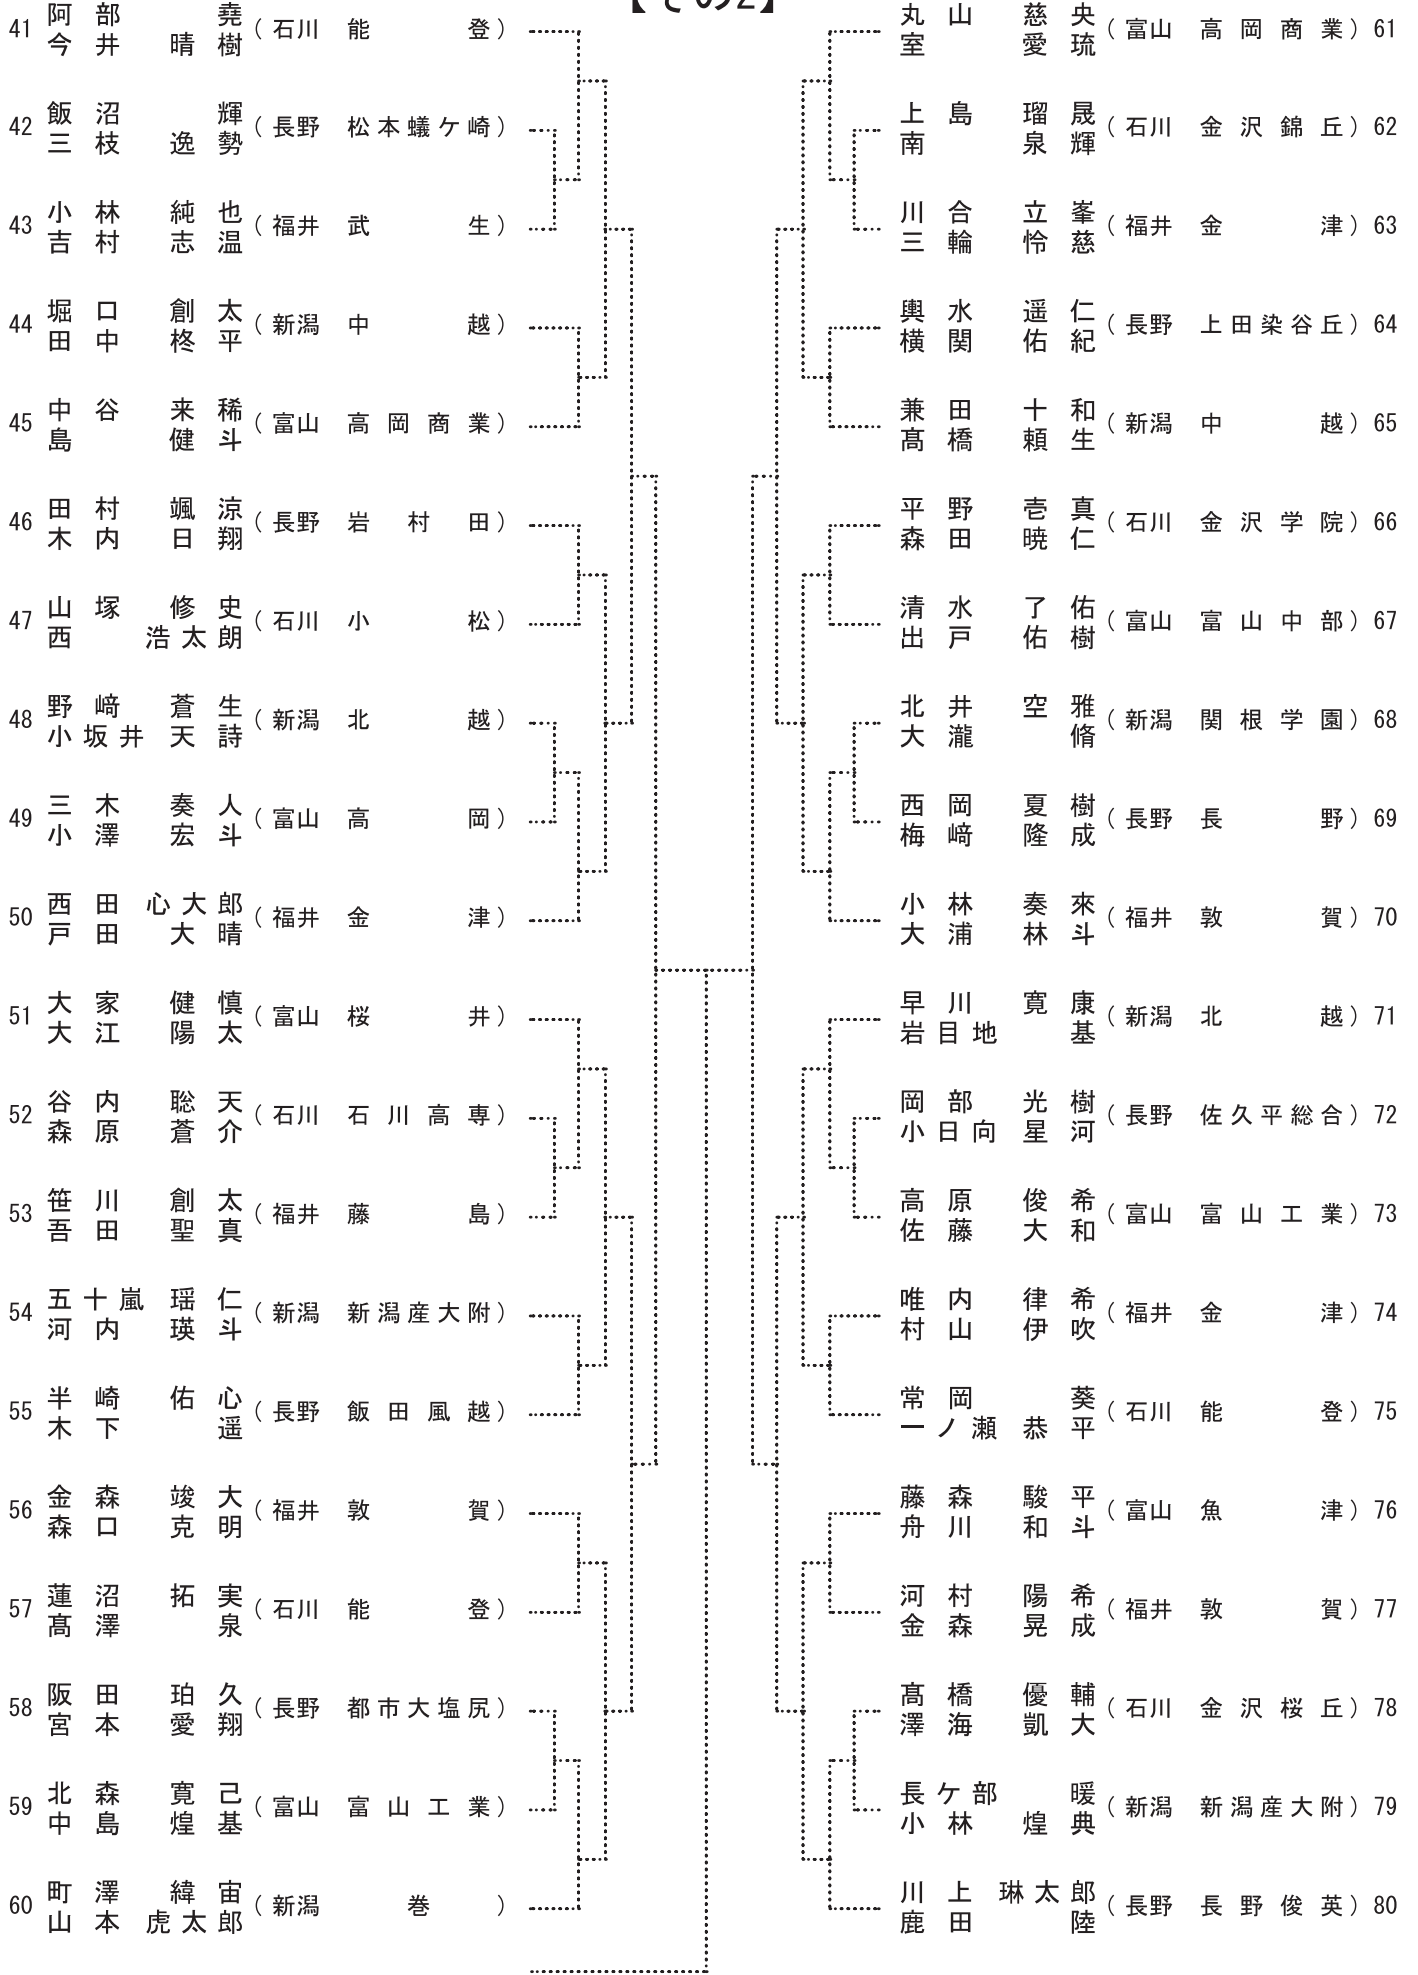 【その2】
41 阿部 堯 今井 晴樹 (石川 能登)
42 飯沼 輝 三枝 逸勢 (長野 松本蟻ケ崎)
43 小林 純也 吉村 志温 (福井 武生)
44 堀口 創太 田中 柊平 (新潟 中越)
45 中谷 来稀 島 健斗 (富山 高岡商業)
46 田村 颯涼 木内 日翔 (長野 岩村田)
47 山塚 修史 西 浩太朗 (石川 小松)
48 野﨑 蒼生 小坂井 天詩 (新潟 北越)
49 三木 奏人 小澤 宏斗 (富山 高岡)
50 西田 心大郎 戸田 大晴 (福井 金津)
51 大家 健慎 大江 陽太 (富山 桜井)
52 谷内 聡天 森原 蒼介 (石川 石川高専)
53 笹川 創太 吾田 聖真 (福井 藤島)
54 五十嵐 瑶仁 河内 瑛斗 (新潟 新潟産大附)
55 半崎 佑心 木下 遥 (長野 飯田風越)
56 金森 竣大 森口 克明 (福井 敦賀)
57 蓮沼 拓実 髙澤 泉 (石川 能登)
58 阪田 珀久 宮本 愛翔 (長野 都市大塩尻)
59 北森 寛己 中島 煌基 (富山 富山工業)
60 町澤 緯宙 山本 虎太郎 (新潟 巻)
丸山 慈央 室 愛琉 (富山 高岡商業) 61
上島 瑠晟 南 泉輝 (石川 金沢錦丘) 62
川合 立峯 三輪 怜慈 (福井 金津) 63
輿水 遥仁 横関 佑紀 (長野 上田染谷丘) 64
兼田 十和 髙橋 頼生 (新潟 中越) 65
平野 壱真 森田 暁仁 (石川 金沢学院) 66
清水 了佑 出戸 佑樹 (富山 富山中部) 67
北井 空雅 大瀧 脩 (新潟 関根学園) 68
西岡 夏樹 梅﨑 隆成 (長野 長野) 69
小林 奏來 大浦 林斗 (福井 敦賀) 70
早川 寛康 岩目地 基 (新潟 北越) 71
岡部 光樹 小日向 星河 (長野 佐久平総合) 72
高原 俊希 佐藤 大和 (富山 富山工業) 73
唯内 律希 村山 伊吹 (福井 金津) 74
常岡 葵 一ノ瀬 恭平 (石川 能登) 75
藤森 駿平 舟川 和斗 (富山 魚津) 76
河村 陽希 金森 晃成 (福井 敦賀) 77
髙橋 優輔 澤海 凱大 (石川 金沢桜丘) 78
長ケ部 暖 小林 煌典 (新潟 新潟産大附) 79
川上 琳太郎 鹿田 陸 (長野 長野俊英) 80